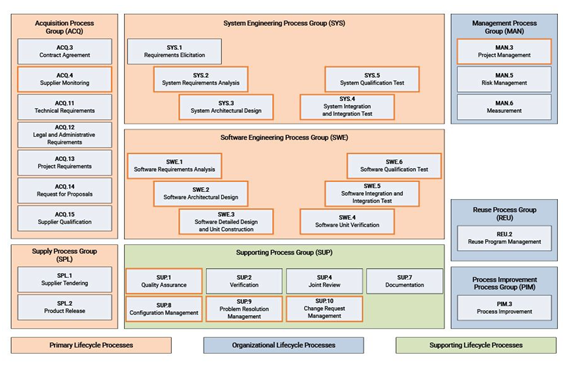 Acquisition Process
Group (ACQ)
ACQ.3
Contract Agreement
ACQ.4
Supplier Monitoring
ACQ.11
Technical Requirements
ACQ.12
Legal and Administrative
Requirements
ACQ.13
Project Requirements
ACQ.14
Request for Proposals
ACQ.15
Supplier Qualification
System Engineering Process Group (SYS)
SYS.1
Requirements Elicitation
SYS.2
System Requirements Analysis
SYS.3
System Architectural Design
SYS.5
System Qualification Test
SYS.4
System Integration
and Integration Test
Management Process
Group (MAN)
MAN.3
Project Management
MAN.5
Risk Management
MAN.6
Measurement
Software Engineering Process Group (SWE)
SWE.1
Software Requirements Analysis
SWE.2
Software Architectural Design
SWE.3
Software Detailed Design
and Unit Construction
SWE.6
Software Qualification Test
SWE.5
Software Integration and
Integration Test
SWE.4
Software Unit Verification
Reuse Process Group
(REU)
REU.2
Reuse Program Management
Supply Process Group
(SPL)
SPL.1
Supplier Tendering
SPL.2
Product Release
Supporting Process Group (SUP)
SUP.1
Quality Assurance
SUP.2
Verification
SUP.4
Joint Review
SUP.7
Documentation
SUP.8
Configuration Management
SUP.9
Problem Resolution
Management
SUP.10
Change Request
Management
Process Improvement
Process Group (PIM)
PIM.3
Process Improvement
Primary Lifecycle Processes
Organizational Lifecycle Processes
Supporting Lifecycle Processes